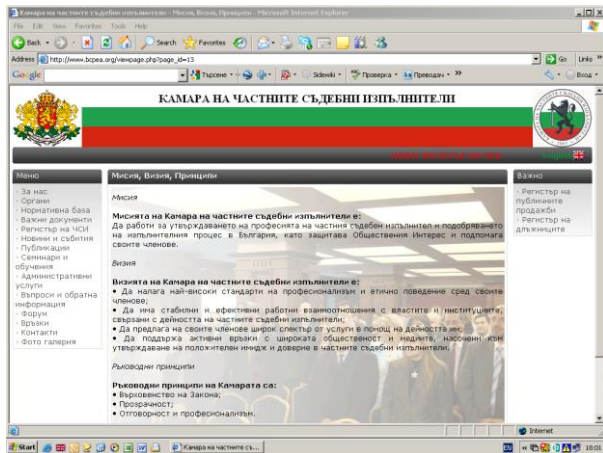 Камара на частните съдебни изпълнители - Мисия, Визия, Принципи - Microsoft Internet Explorer
File Edit View Favorites Tools Help
Back Search Favorites
Address http://www.bcpea.org/viewpage.php?page_id=13 Go Links
Google Търсене Sidewiki Проверка Преводач Вход
КАМАРА НА ЧАСТНИТЕ СЪДЕБНИ ИЗПЪЛНИТЕЛИ
Меню
· За нас
· Органи
· Нормативна база
· Важни документи
· Регистър на ЧСИ
· Новини и събития
· Публикации
· Семинари и
обучения
· Административни
услуги
· Въпроси и обратна
информация
· Форум
· Връзки
· Контакти
· Фото галерия
Мисия, Визия, Принципи
Мисия
Мисията на Камара на частните съдебни изпълнители е:
Да работи за утвърждаването на професията на частния съдебен изпълнител и подобряването
на изпълнителния процес в България, като защитава Обществения Интерес и подпомага
своите членове.
Визия
Визията на Камара на частните съдебни изпълнители е:
• Да налага най-високи стандарти на професионализъм и етично поведение сред своите
членове;
• Да има стабилни и ефективни работни взаимоотношения с властите и институциите,
свързани с дейността на частните съдебни изпълнители;
• Да предлага на своите членове широк спектър от услуги в помощ на дейността им;
• Да поддържа активни връзки с широката общественост и медиите, насочени към
утвърждаване на положителен имидж и доверие в частните съдебни изпълнители.
Ръководни принципи
Ръководни принципи на Камарата са:
• Върховенство на Закона;
• Прозрачност;
• Отговорност и професионализъм.
Важно
· Регистър на
публичните
продажби
· Регистър на
длъжниците
Internet
Start Камара на частните съ... EN 18:01